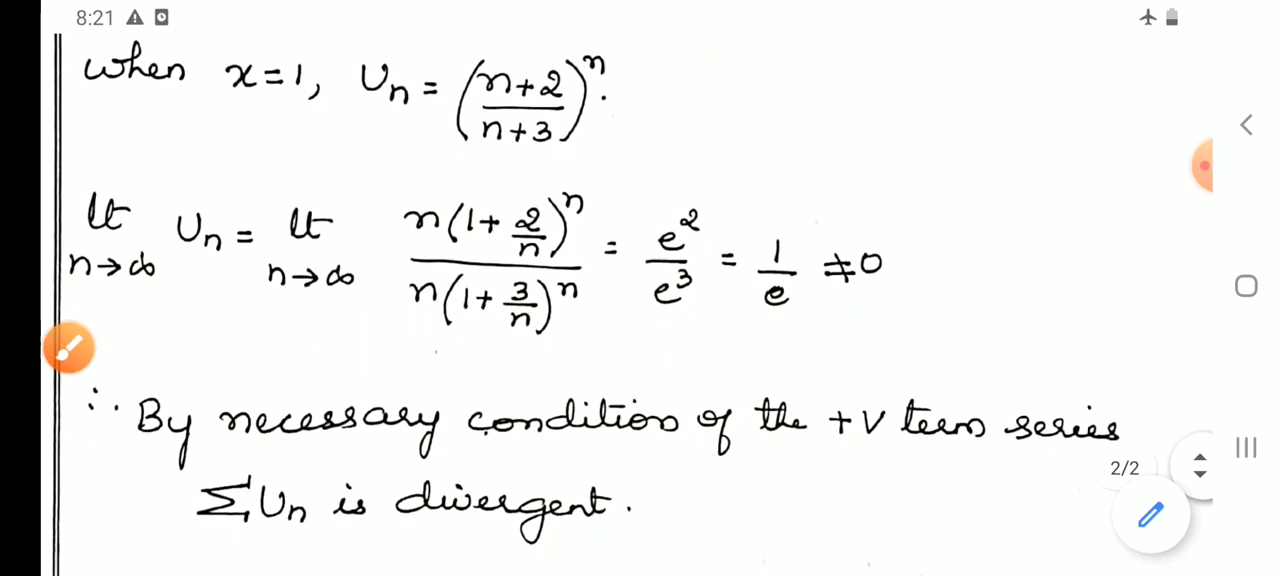 8:21
when x=1, Un = (n+2/n+3)^n.
lt n→∞ Un = lt n→∞ n(1+2/n)^n / n(1+3/n)^n = e^2/e^3 = 1/e ≠0
∴ By necessary condition of the +v term series
ΣUn is divergent.
2/2